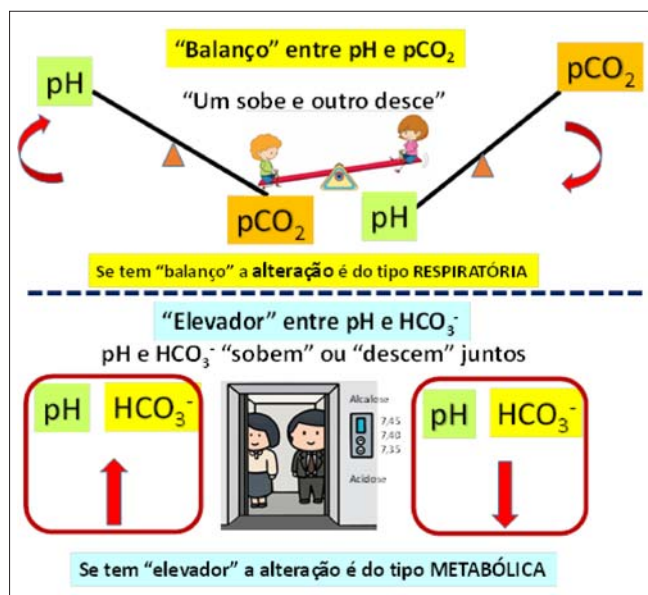 “Balanço” entre pH e pCO₂
pH
pCO₂
“Um sobe e outro desce”
pCO₂
pH
Se tem “balanço” a alteração é do tipo RESPIRATÓRIA
“Elevador” entre pH e HCO₃⁻
pH e HCO₃⁻ “sobem” ou “descem” juntos
pH HCO₃⁻
Alcalose
7,45
7,40
7,35
Acidose
pH HCO₃⁻
Se tem “elevador” a alteração é do tipo METABÓLICA